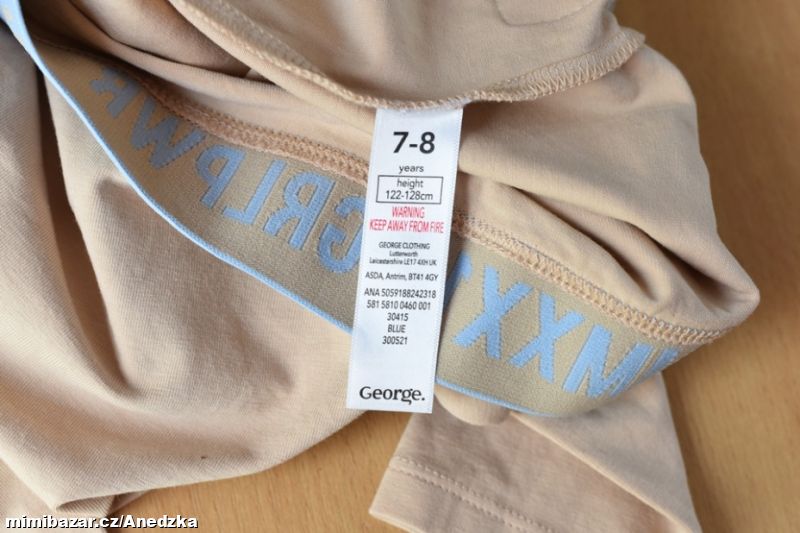 7-8
years
height
122-128cm
WARNING
KEEP AWAY FROM FIRE
GEORGE CLOTHING
Lutterworth
Leicestershire LE17 4XH UK
ASDA, Antrim, BT41 4GY
ANA 5059188242318
581 5810 0460 001
30415
BLUE
300521
George.
GRLPWR
mimibazar.cz/Anedzka